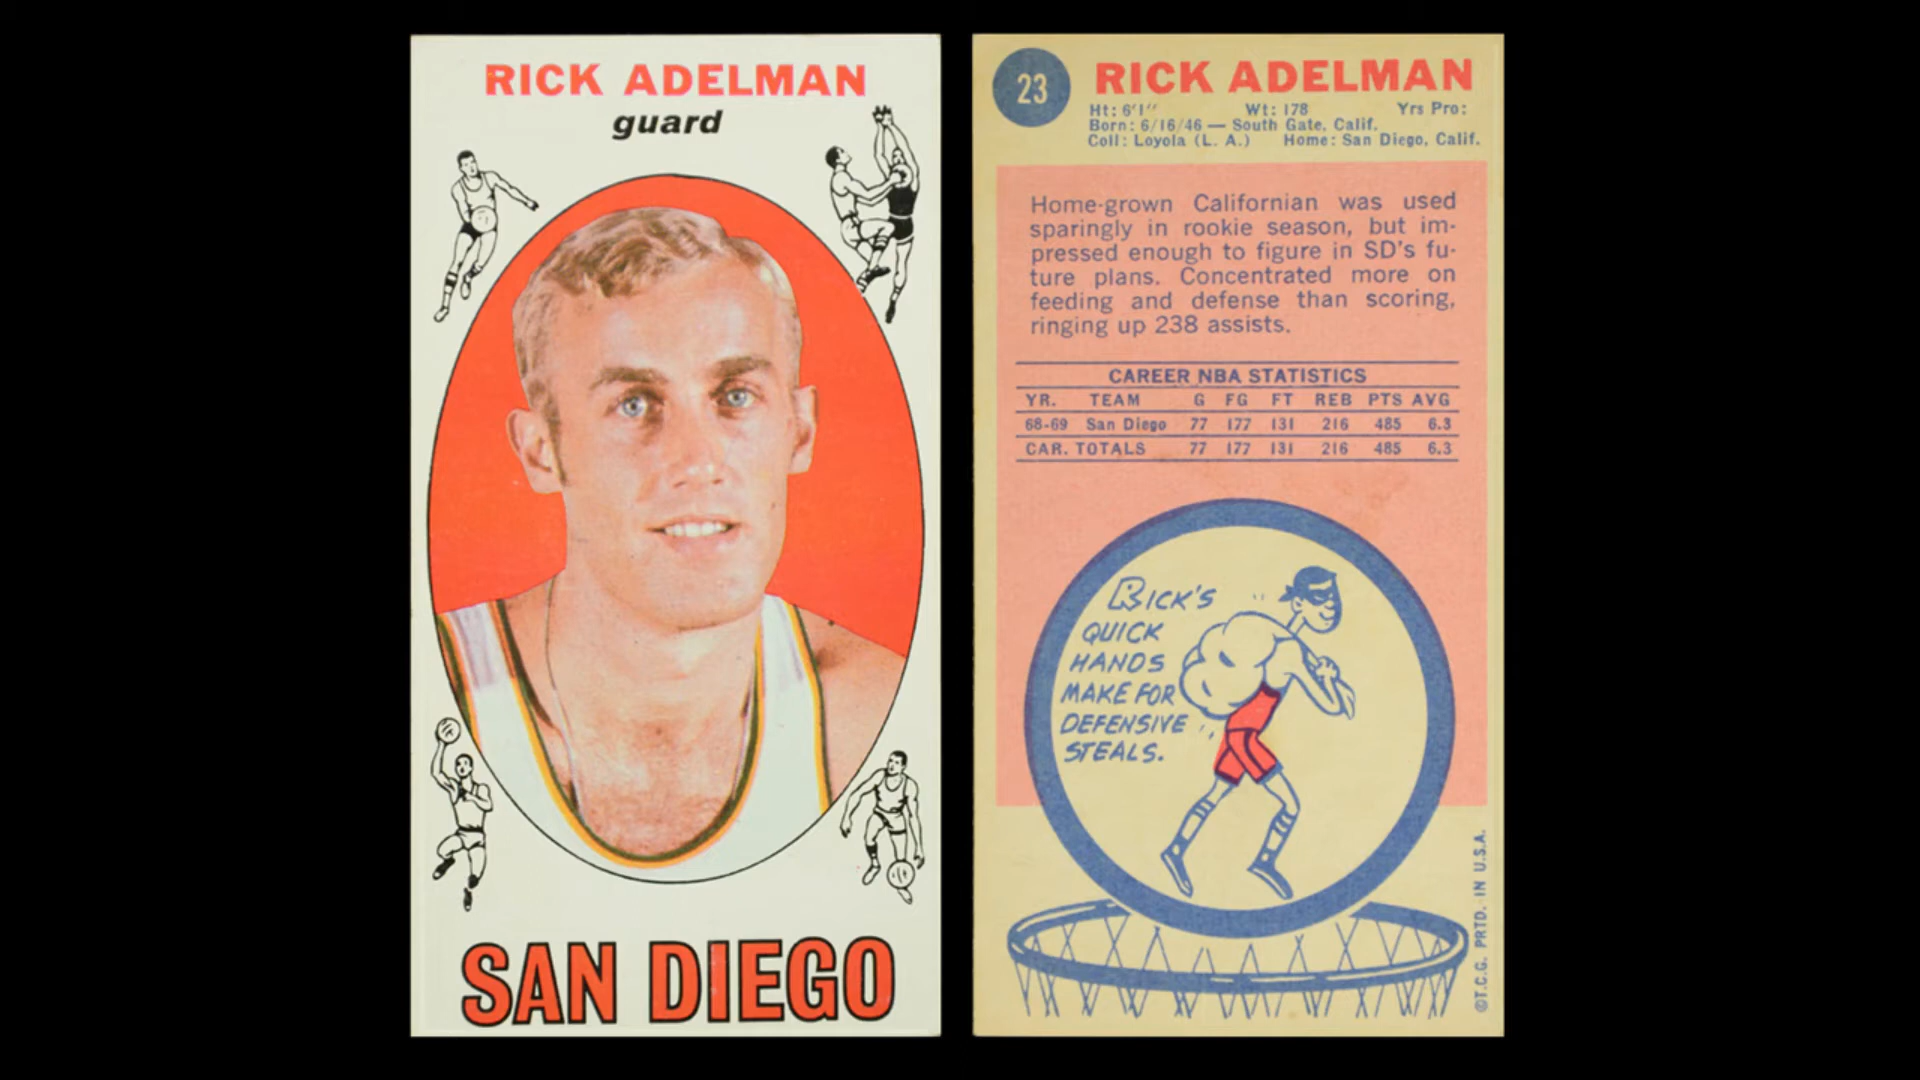 RICK ADELMAN
guard
SAN DIEGO
23
RICK ADELMAN
Ht: 6'1" Wt: 178 Yrs Pro:
Born: 6/16/46 — South Gate, Calif.
Coll: Loyola (L. A.) Home: San Diego, Calif.
Home-grown Californian was used
sparingly in rookie season, but im-
pressed enough to figure in SD's fu-
ture plans. Concentrated more on
feeding and defense than scoring,
ringing up 238 assists.
CAREER NBA STATISTICS
YR. TEAM G FG FT REB PTS AVG
68-69 San Diego 77 177 131 216 485 6.3
CAR. TOTALS 77 177 131 216 485 6.3
RICK'S
QUICK
HANDS
MAKE FOR
DEFENSIVE
STEALS.
©T.C.G. PRTD. IN U.S.A.